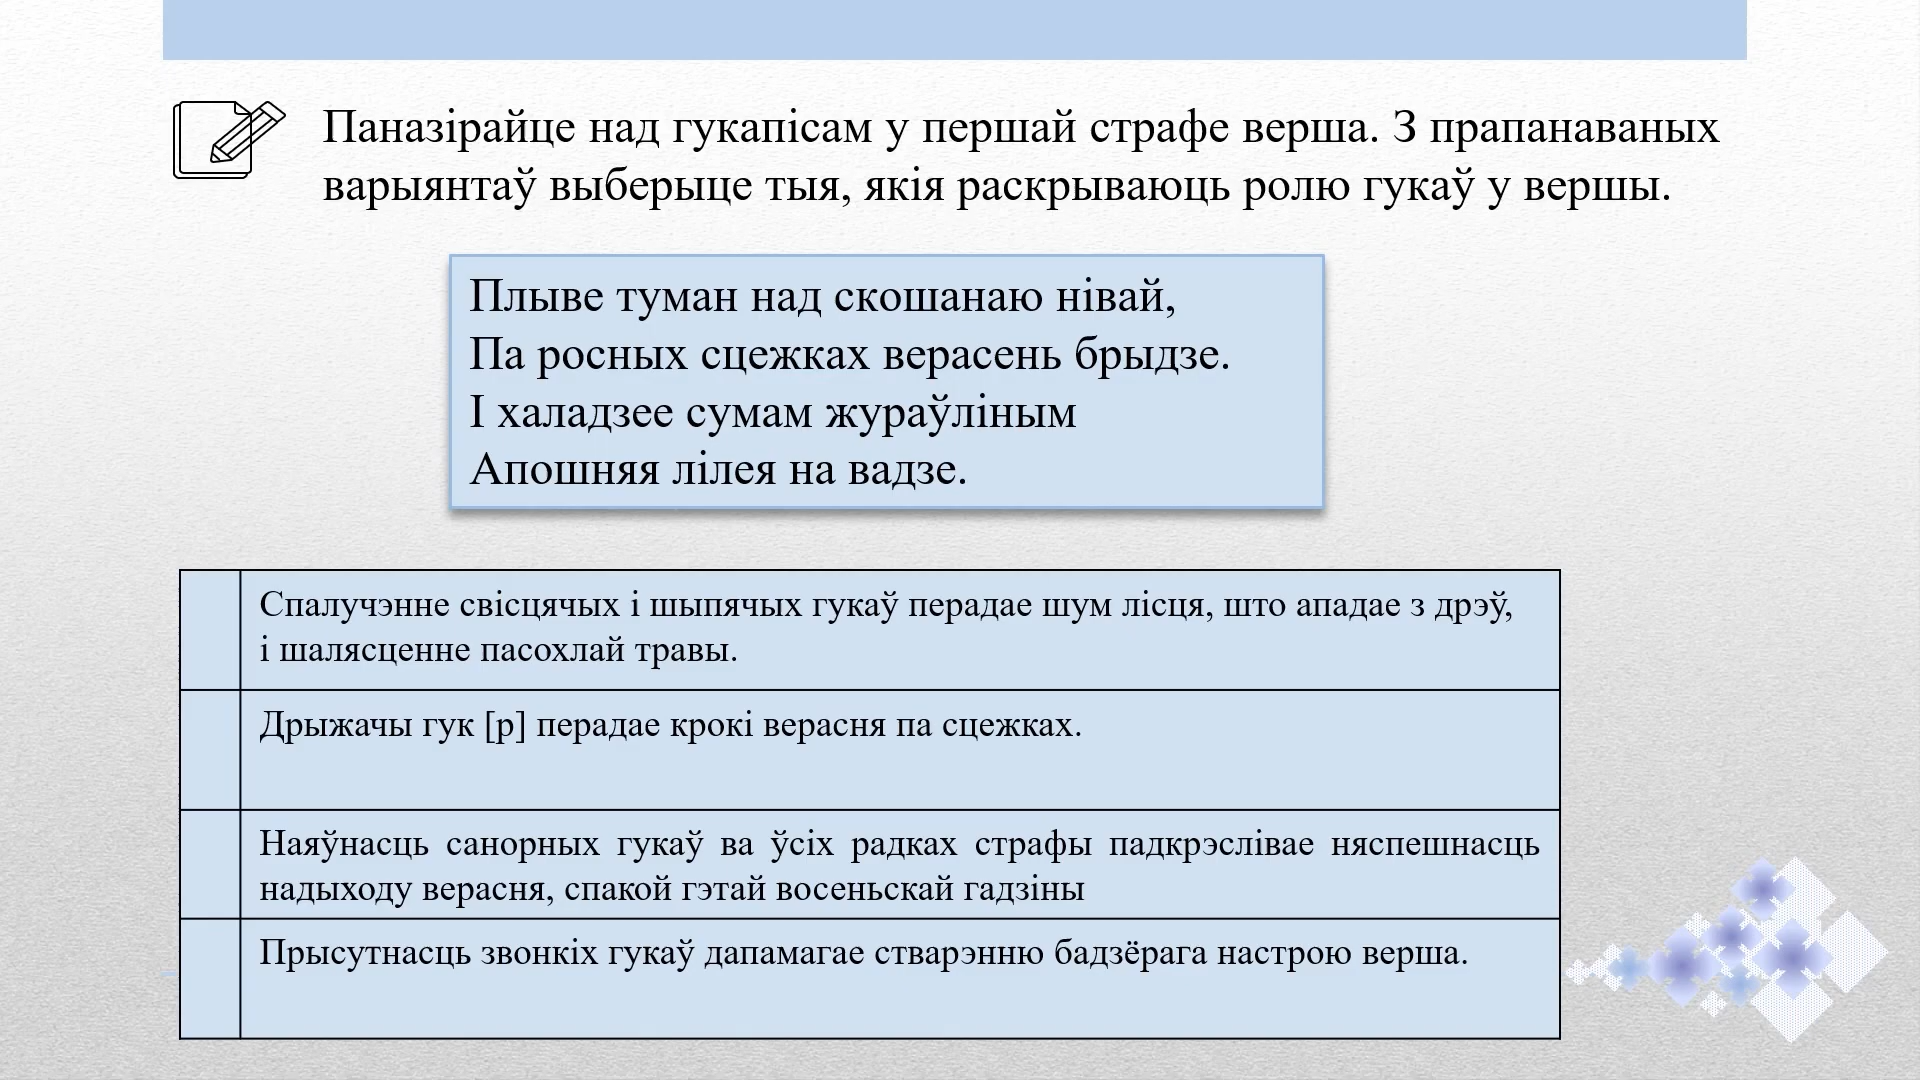 Паназірайце над гукапісам у першай страфе верша. З прапанаваных
варыянтаў выберыце тыя, якія раскрываюць ролю гукаў у вершы.
Плыве туман над скошанаю нівай,
Па росных сцежках верасень брыдзе.
І халадзее сумам жураўліным
Апошняя лілея на вадзе.
Спалучэнне свісцячых і шыпячых гукаў перадае шум лісця, што ападае з дрэў,
і шалясценне пасохлай травы.
Дрыжачы гук [р] перадае крокі верасня па сцежках.
Наяўнасць санорных гукаў ва ўсіх радках страфы падкрэслівае няспешнасць
надыходу верасня, спакой гэтай восеньскай гадзіны
Прысутнасць звонкіх гукаў дапамагае стварэнню бадзёрага настрою верша.